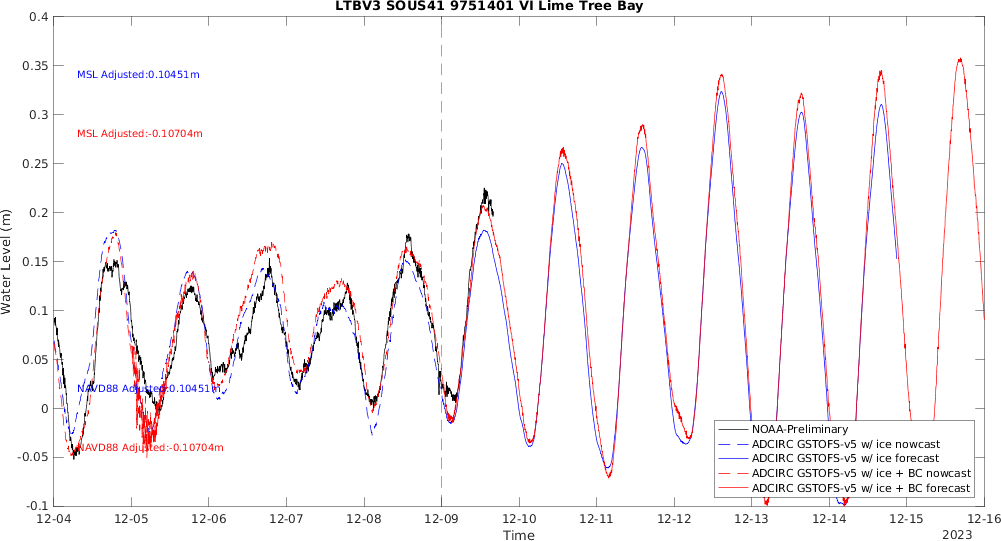 LTBV3 SOUS41 9751401 VI Lime Tree Bay
0.4
0.35
0.3
0.25
0.2
0.15
0.1
0.05
0
-0.05
-0.1
Water Level (m)
MSL Adjusted:0.10451m
MSL Adjusted:-0.10704m
NAVD88 Adjusted:0.10451m
NAVD88 Adjusted:-0.10704m
NOAA-Preliminary
ADCIRC GSTOFS-v5 w/ ice nowcast
ADCIRC GSTOFS-v5 w/ ice forecast
ADCIRC GSTOFS-v5 w/ ice + BC nowcast
ADCIRC GSTOFS-v5 w/ ice + BC forecast
12-04 12-05 12-06 12-07 12-08 12-09 12-10 12-11 12-12 12-13 12-14 12-15 12-16
Time
2023